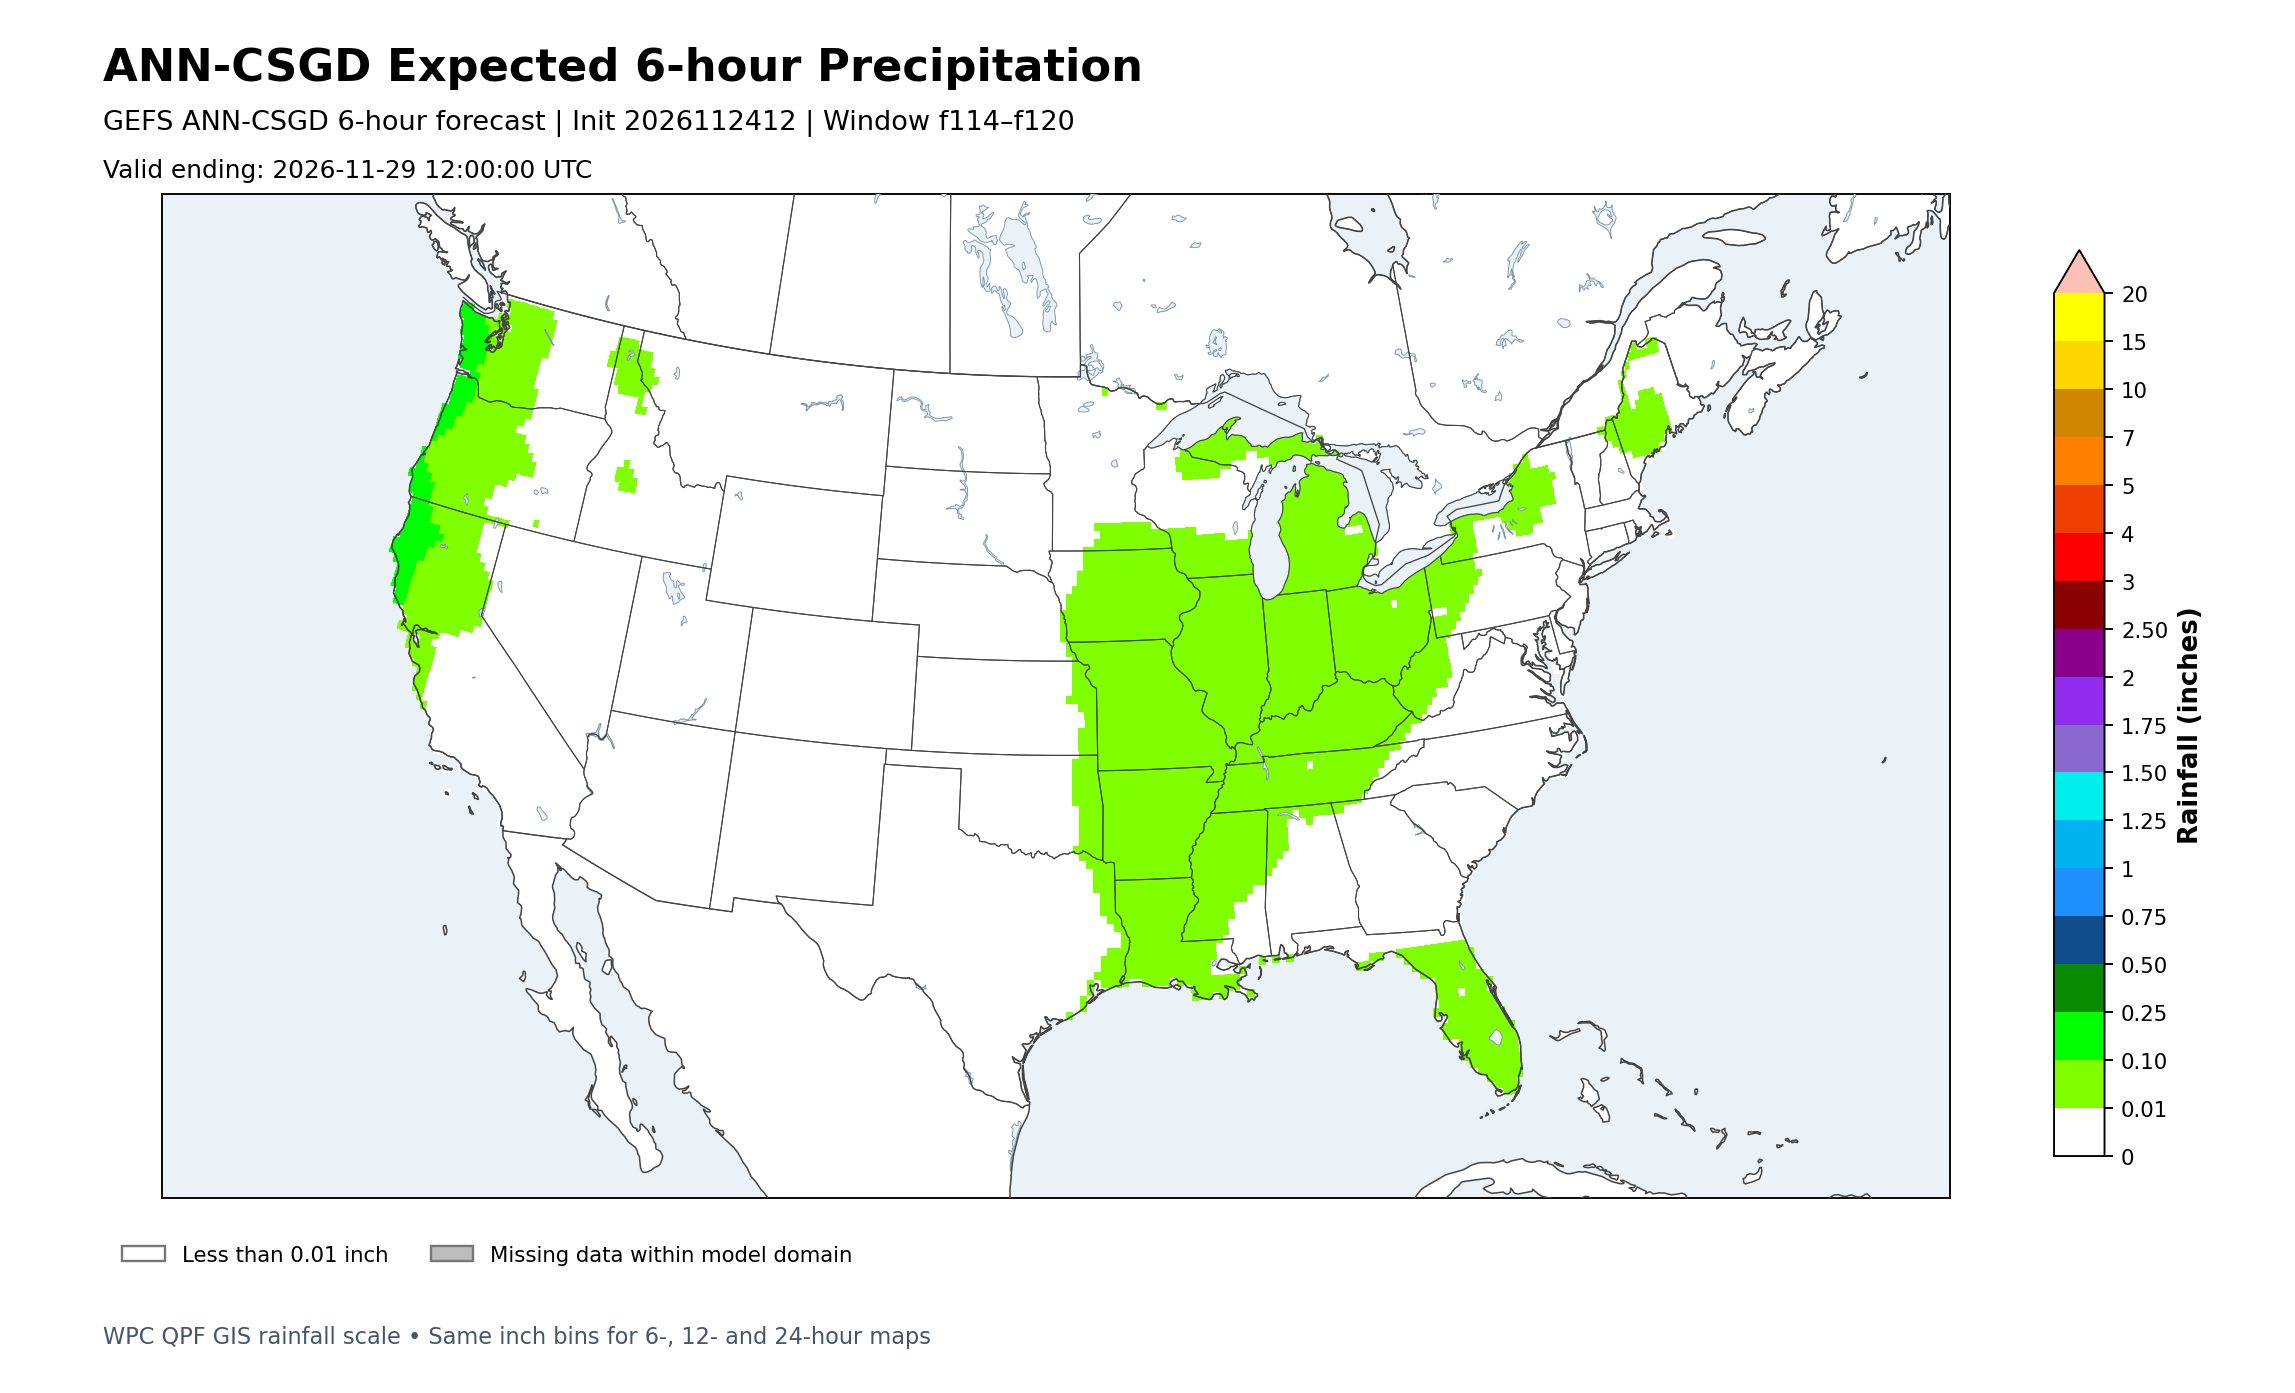 ANN-CSGD Expected 6-hour Precipitation
GEFS ANN-CSGD 6-hour forecast | Init 2026112412 | Window f114–f120
Valid ending: 2026-11-29 12:00:00 UTC
20
15
10
7
5
4
3
2.50
2
1.75
1.50
1.25
1
0.75
0.50
0.25
0.10
0.01
0
Rainfall (inches)
Less than 0.01 inch
Missing data within model domain
WPC QPF GIS rainfall scale • Same inch bins for 6-, 12- and 24-hour maps